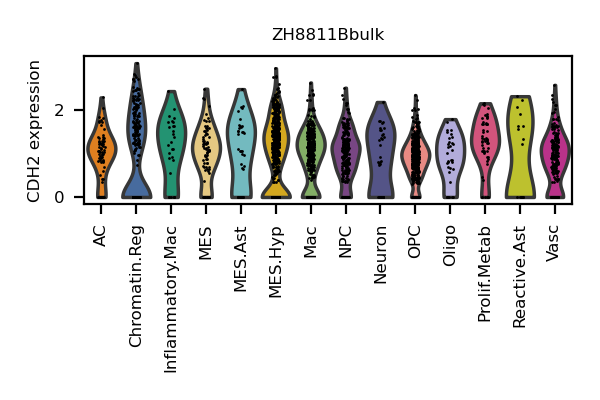 ZH8811Bbulk
CDH2 expression
2
0
AC
Chromatin.Reg
Inflammatory.Mac
MES
MES.Ast
MES.Hyp
Mac
NPC
Neuron
OPC
Oligo
Prolif.Metab
Reactive.Ast
Vasc